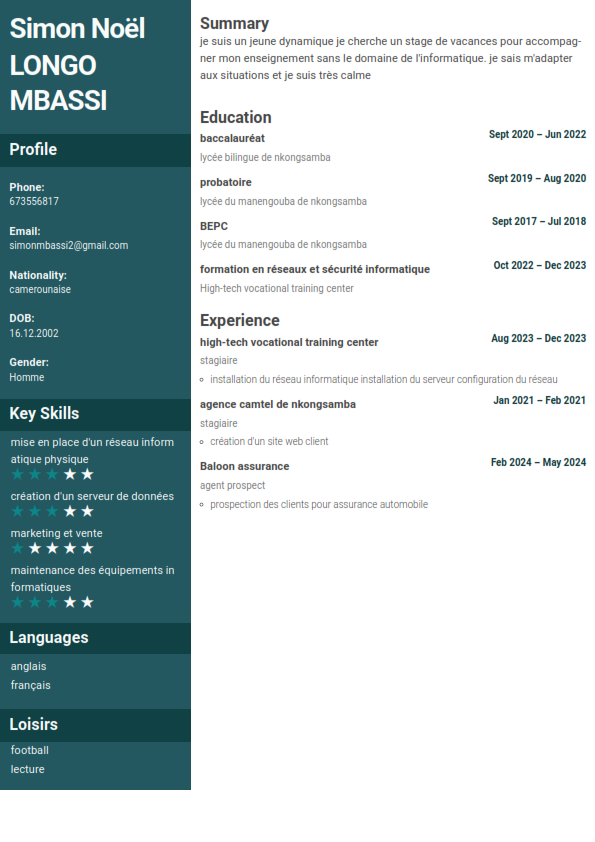 Simon Noël
LONGO
MBASSI
Profile
Phone:
673556817
Email:
simonmbassi2@gmail.com
Nationality:
camerounaise
DOB:
16.12.2002
Gender:
Homme
Key Skills
mise en place d'un réseau inform
atique physique
création d'un serveur de données
marketing et vente
maintenance des équipements in
formatiques
Languages
anglais
français
Loisirs
football
lecture
Summary
je suis un jeune dynamique je cherche un stage de vacances pour accompag-
ner mon enseignement sans le domaine de l'informatique. je sais m'adapter
aux situations et je suis très calme
Education
baccalauréat Sept 2020 – Jun 2022
lycée bilingue de nkongsamba
probatoire Sept 2019 – Aug 2020
lycée du manengouba de nkongsamba
BEPC Sept 2017 – Jul 2018
lycée du manengouba de nkongsamba
formation en réseaux et sécurité informatique Oct 2022 – Dec 2023
High-tech vocational training center
Experience
high-tech vocational training center Aug 2023 – Dec 2023
stagiaire
installation du réseau informatique installation du serveur configuration du réseau
agence camtel de nkongsamba Jan 2021 – Feb 2021
stagiaire
création d'un site web client
Baloon assurance Feb 2024 – May 2024
agent prospect
prospection des clients pour assurance automobile